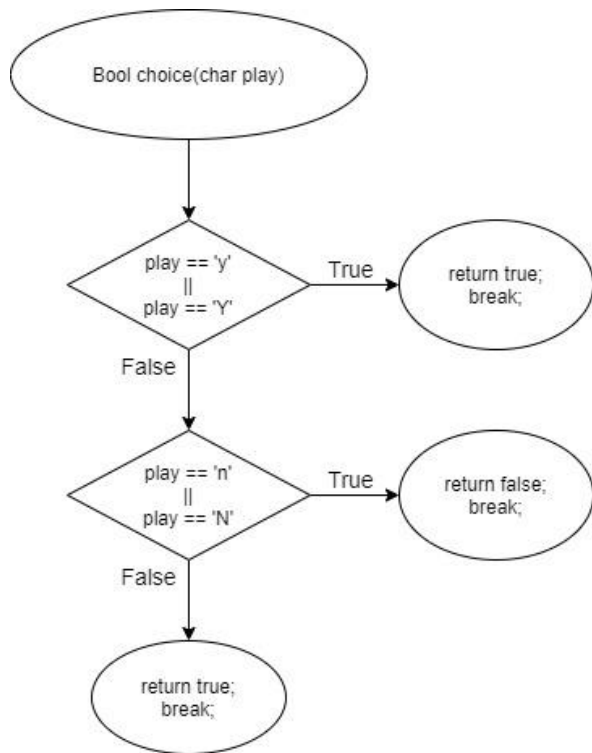 Bool choice(char play)
play == 'y'
||
play == 'Y'
True
return true;
break;
False
play == 'n'
||
play == 'N'
True
return false;
break;
False
return true;
break;